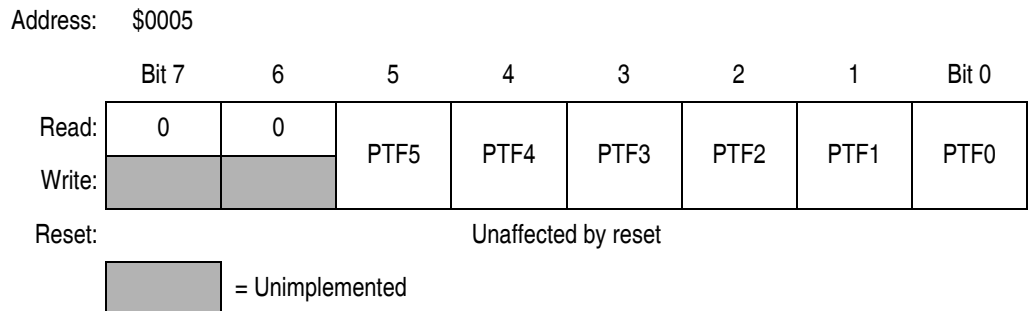 Address: $0005
Bit 7 6 5 4 3 2 1 Bit 0
Read: 0 0 PTF5 PTF4 PTF3 PTF2 PTF1 PTF0
Write:
Reset: Unaffected by reset
= Unimplemented